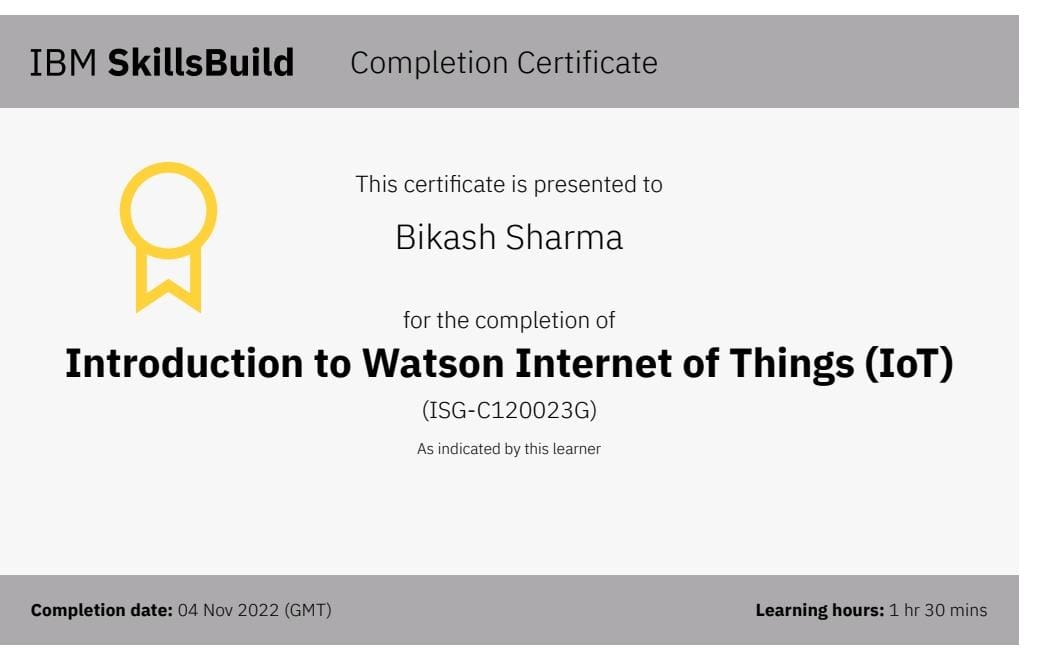 IBM SkillsBuild Completion Certificate
This certificate is presented to
Bikash Sharma
for the completion of
Introduction to Watson Internet of Things (IoT)
(ISG-C120023G)
As indicated by this learner
Completion date: 04 Nov 2022 (GMT) Learning hours: 1 hr 30 mins